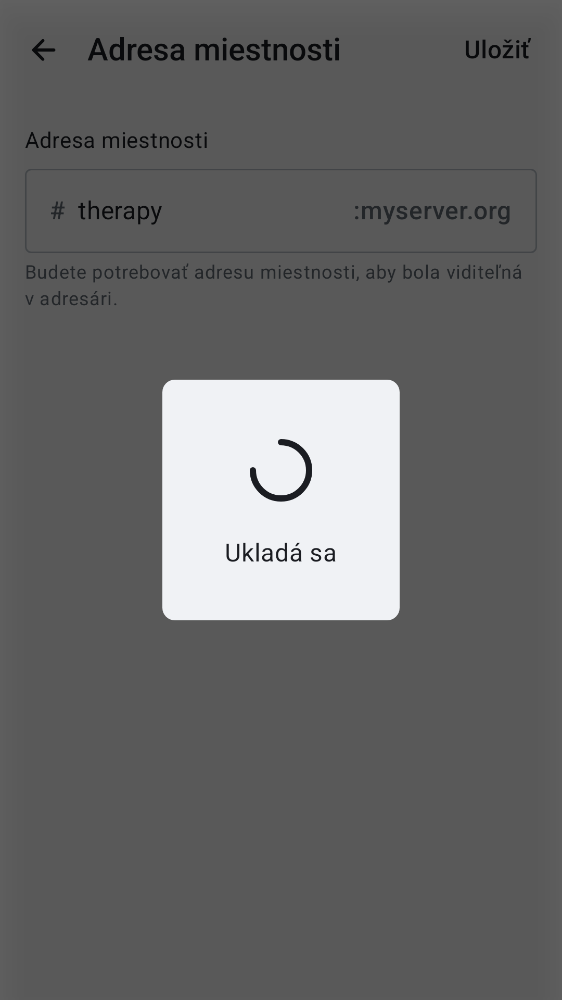 Adresa miestnosti
Uložiť
Adresa miestnosti
# therapy :myserver.org
Budete potrebovať adresu miestnosti, aby bola viditeľná
v adresári.
Ukladá sa